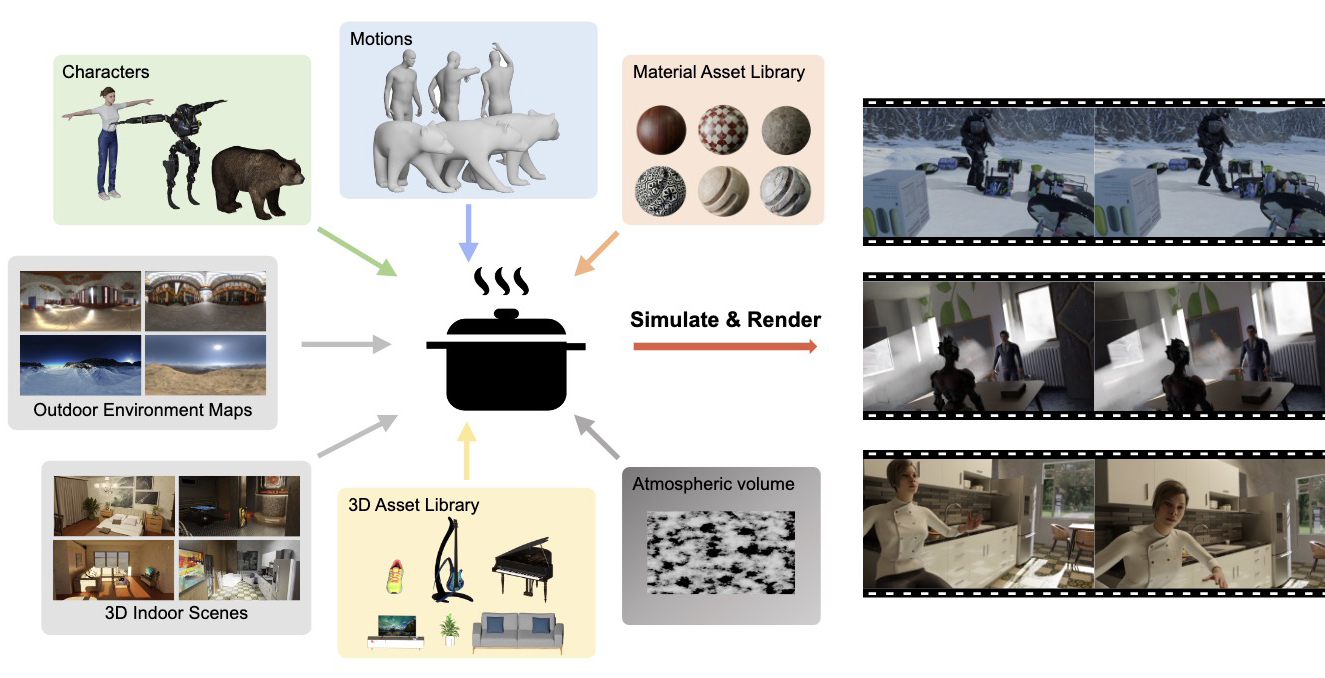 Motions
Characters
Material Asset Library
Simulate & Render
Outdoor Environment Maps
3D Asset Library
Atmospheric volume
3D Indoor Scenes